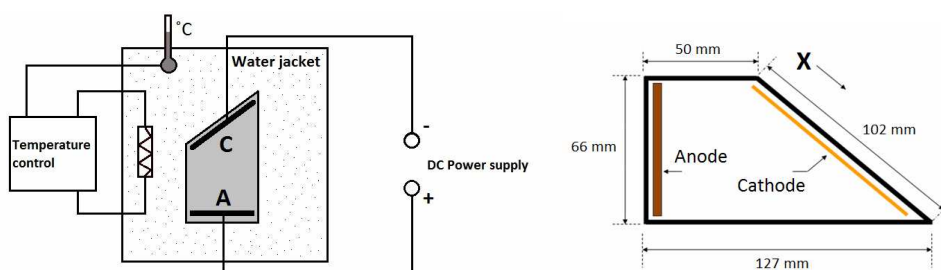 °C
Water jacket
Temperature
control
C
A
-
DC Power supply
+
50 mm
X
102 mm
66 mm
Anode
Cathode
127 mm